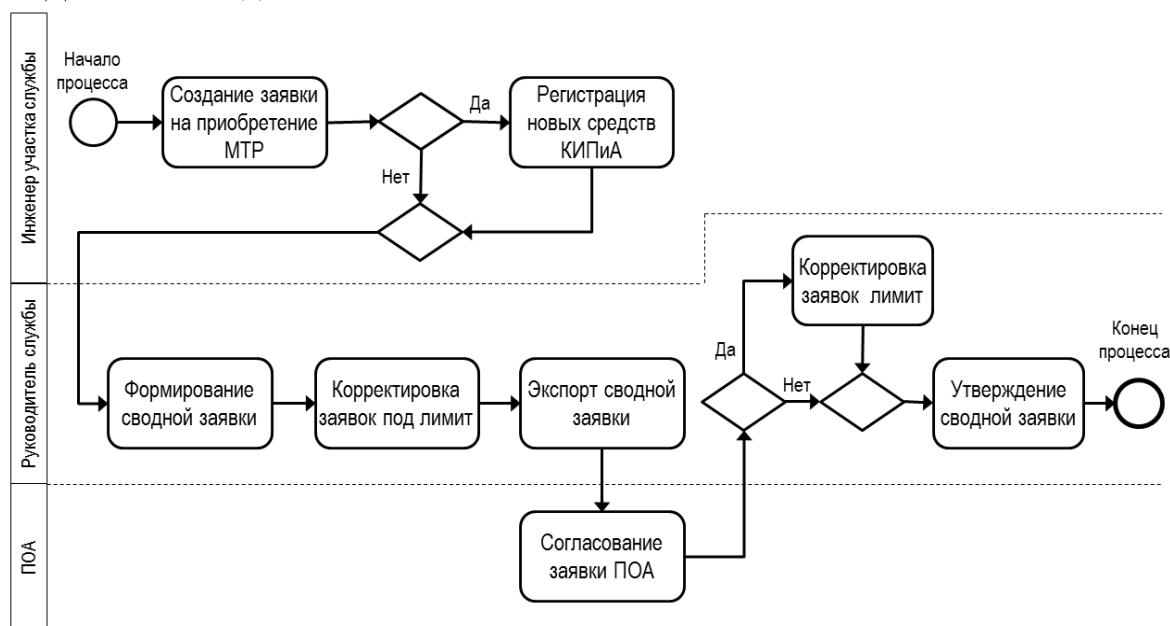 Инженер участка службы
Начало
процесса
Создание заявки
на приобретение
МТР
Да
Нет
Регистрация
новых средств
КИПиА
Руководитель службы
Формирование
сводной заявки
Корректировка
заявок под лимит
Экспорт сводной
заявки
Да
Нет
Корректировка
заявок лимит
Утверждение
сводной заявки
Конец
процесса
ПОА
Согласование
заявки ПОА